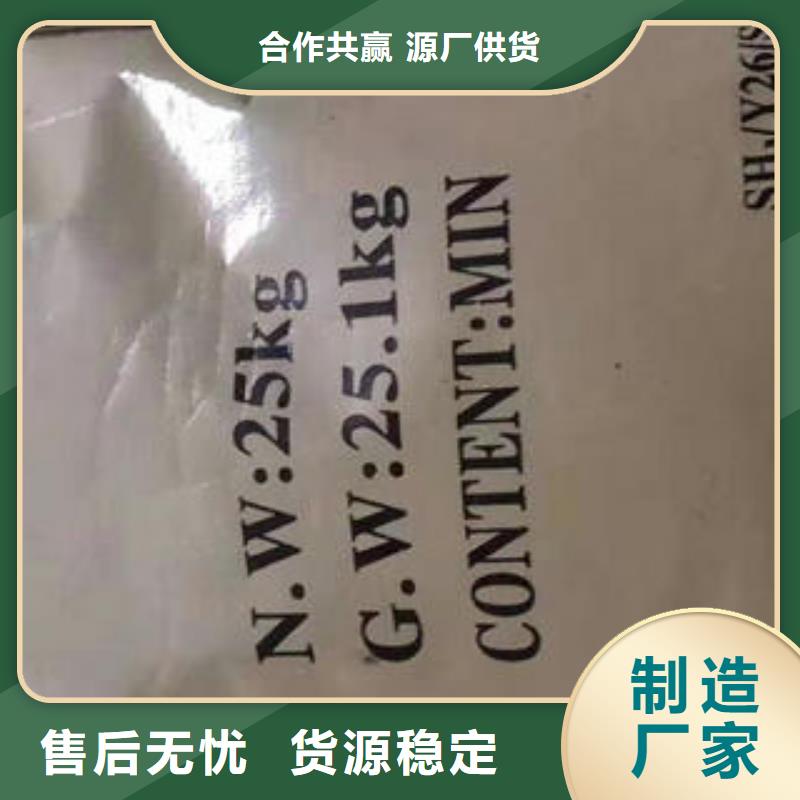 合作共赢 源厂供货
N.W:25kg
G.W:25.1kg
CONTENT:MIN
售后无忧 货源稳定
制造
厂家